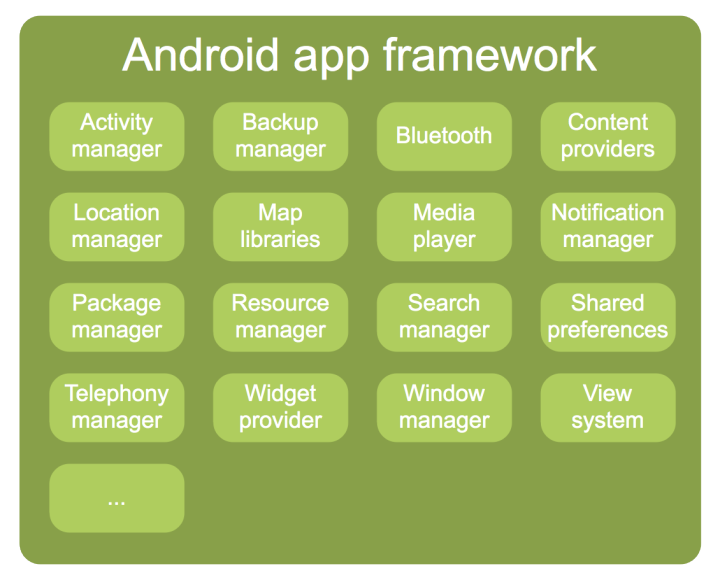 Android app framework
Activity
manager
Backup
manager
Bluetooth
Content
providers
Location
manager
Map
libraries
Media
player
Notification
manager
Package
manager
Resource
manager
Search
manager
Shared
preferences
Telephony
manager
Widget
provider
Window
manager
View
system
...